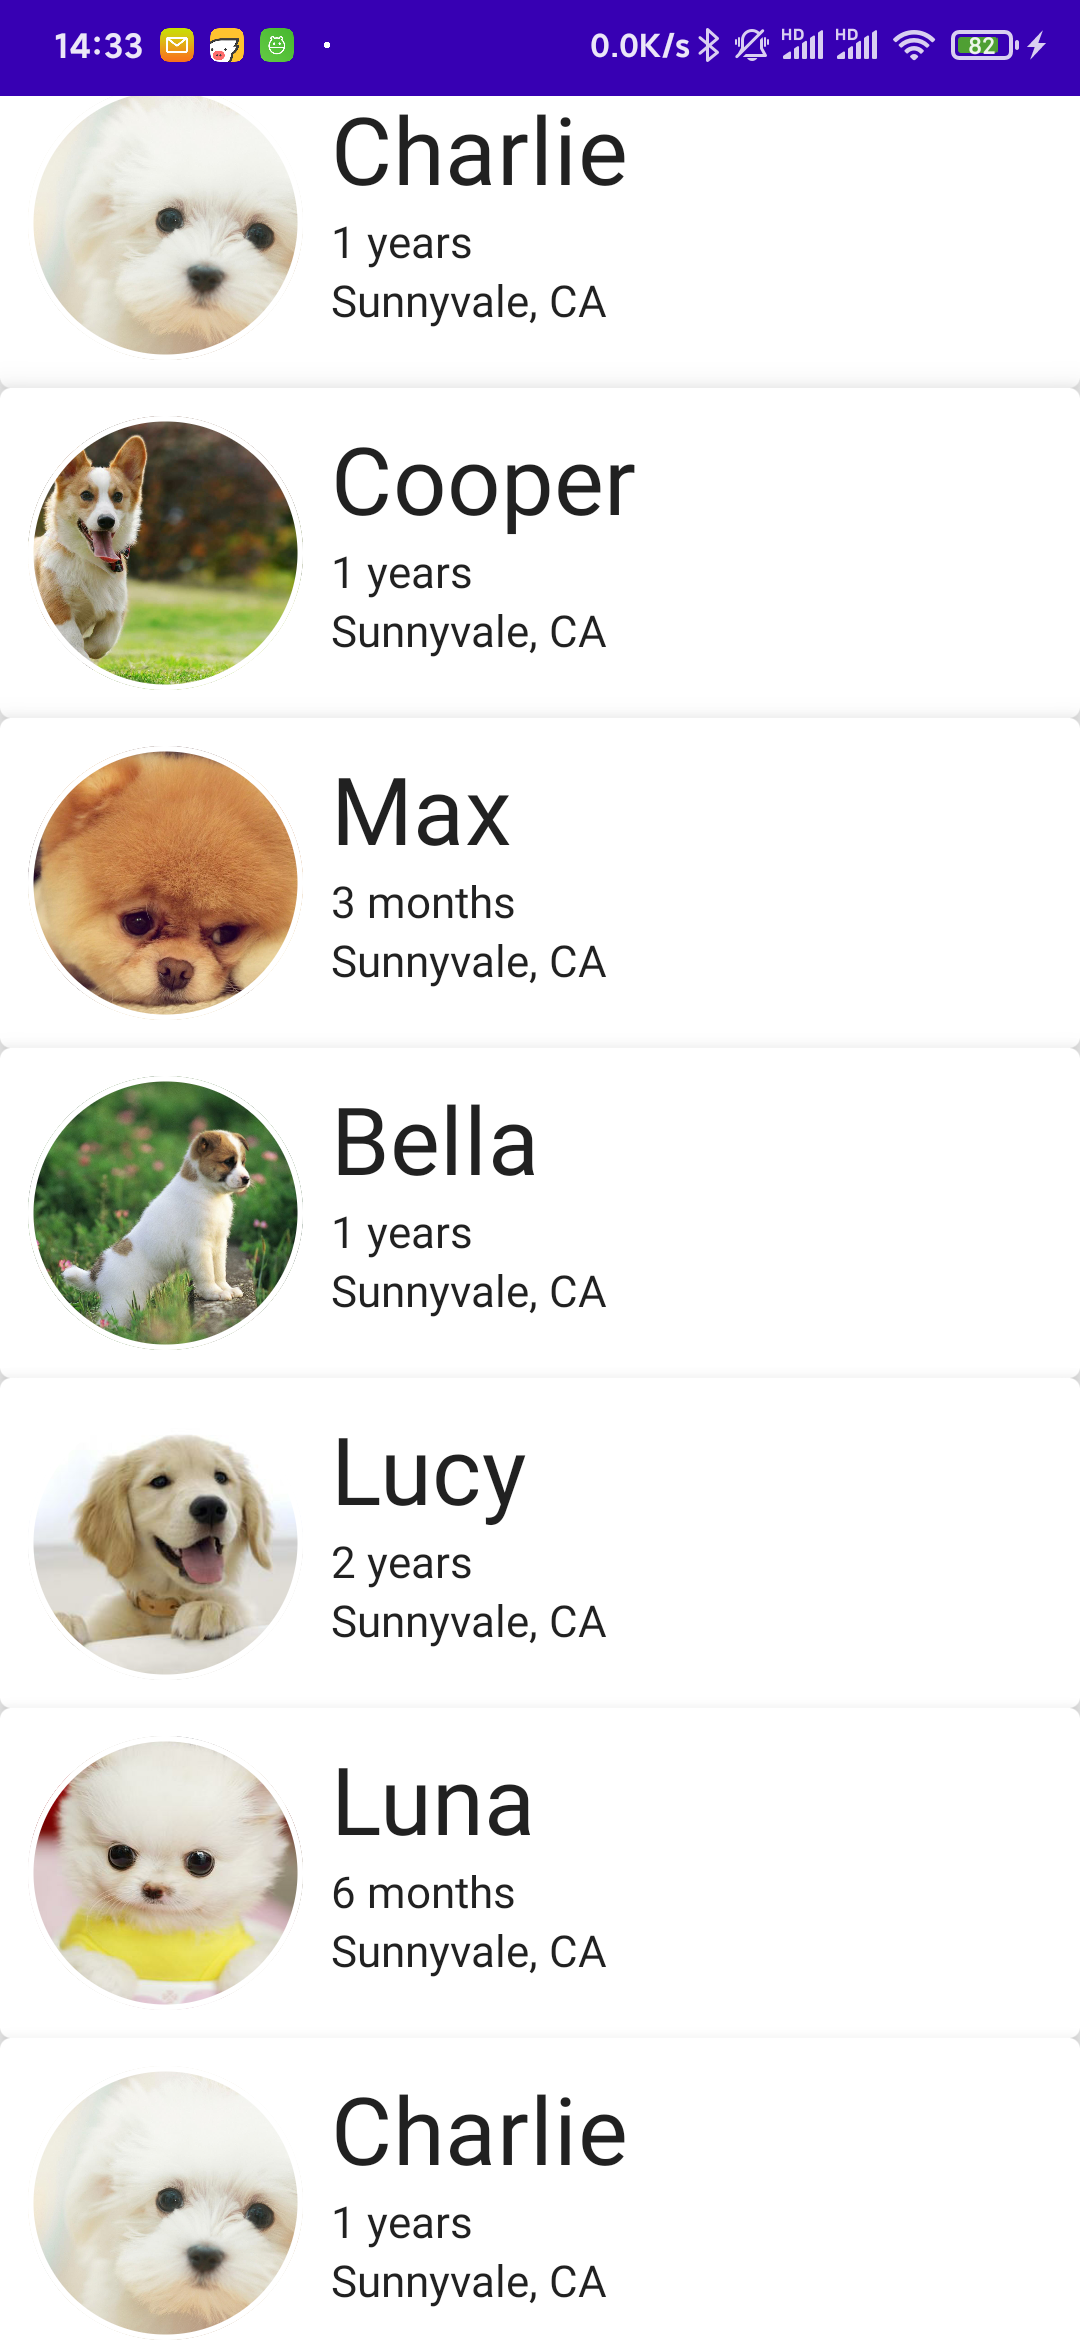 14:33 0.0K/s HD HD 82
Charlie
1 years
Sunnyvale, CA
Cooper
1 years
Sunnyvale, CA
Max
3 months
Sunnyvale, CA
Bella
1 years
Sunnyvale, CA
Lucy
2 years
Sunnyvale, CA
Luna
6 months
Sunnyvale, CA
Charlie
1 years
Sunnyvale, CA